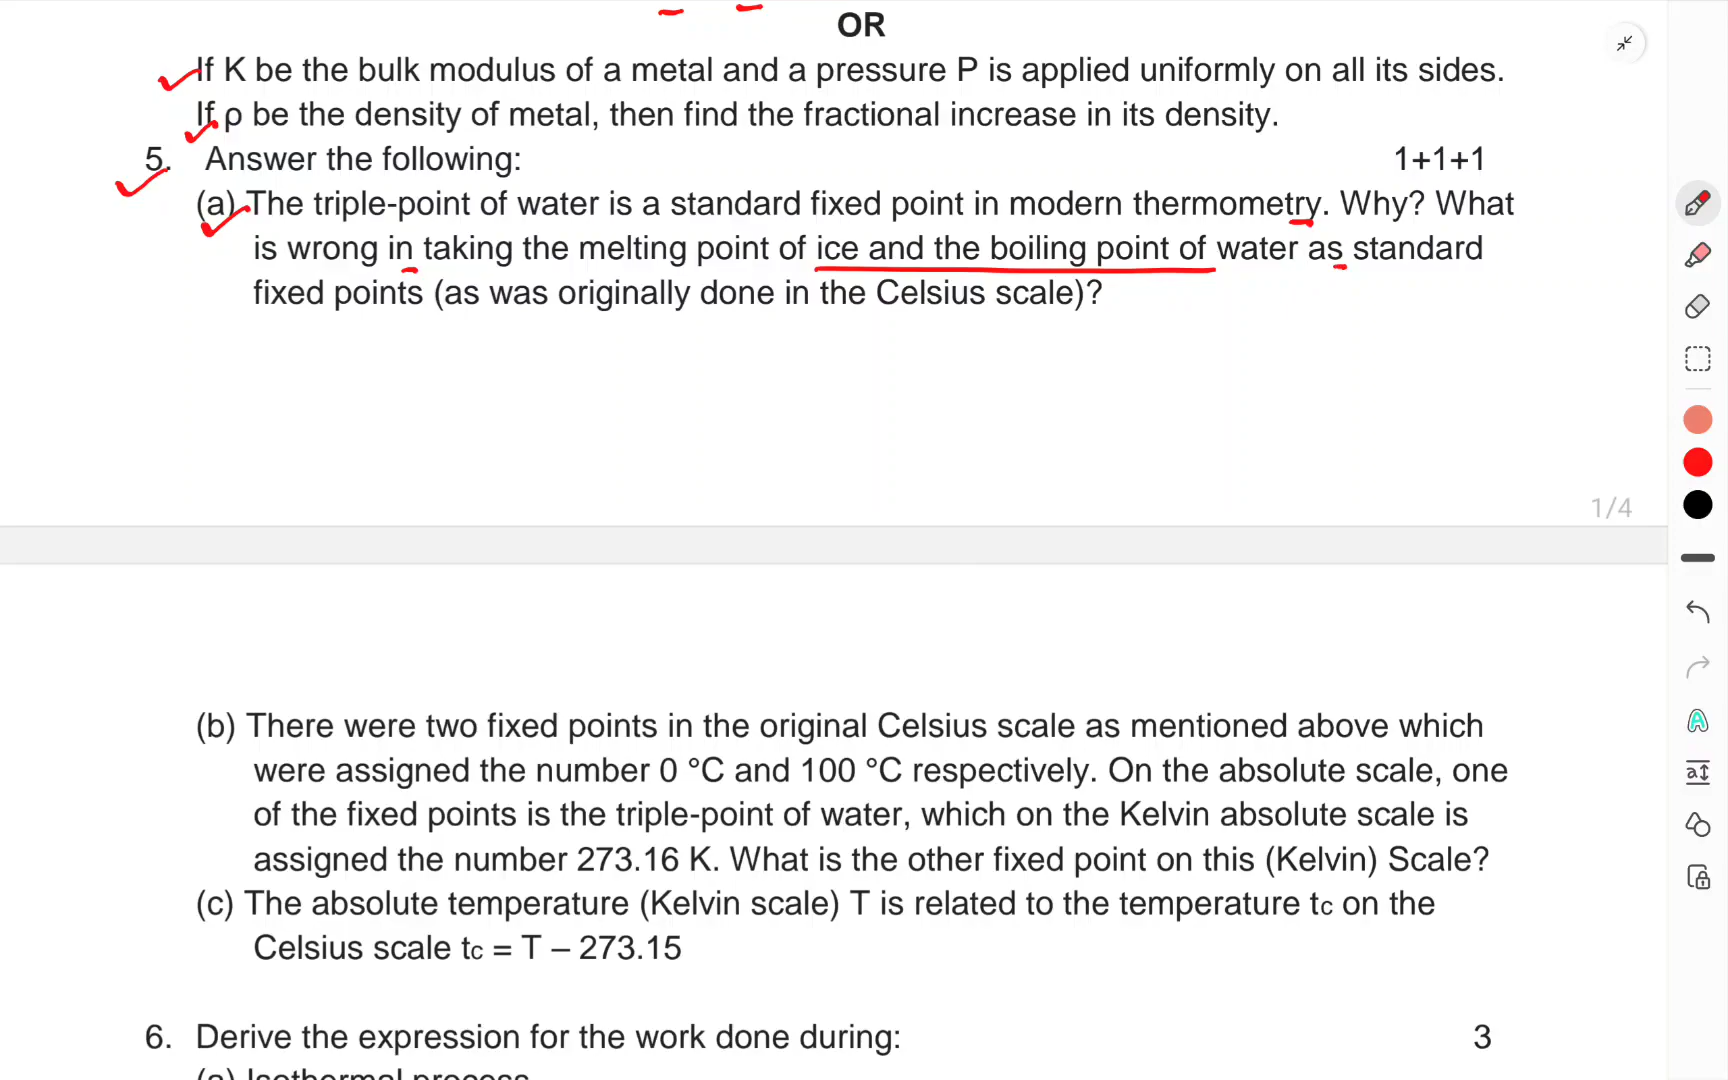 OR
If K be the bulk modulus of a metal and a pressure P is applied uniformly on all its sides.
If ρ be the density of metal, then find the fractional increase in its density.
5. Answer the following: 1+1+1
(a) The triple-point of water is a standard fixed point in modern thermometry. Why? What
is wrong in taking the melting point of ice and the boiling point of water as standard
fixed points (as was originally done in the Celsius scale)?
1/4
(b) There were two fixed points in the original Celsius scale as mentioned above which
were assigned the number 0 °C and 100 °C respectively. On the absolute scale, one
of the fixed points is the triple-point of water, which on the Kelvin absolute scale is
assigned the number 273.16 K. What is the other fixed point on this (Kelvin) Scale?
(c) The absolute temperature (Kelvin scale) T is related to the temperature tc on the
Celsius scale tc = T – 273.15
6. Derive the expression for the work done during: 3
(a) Isothermal process